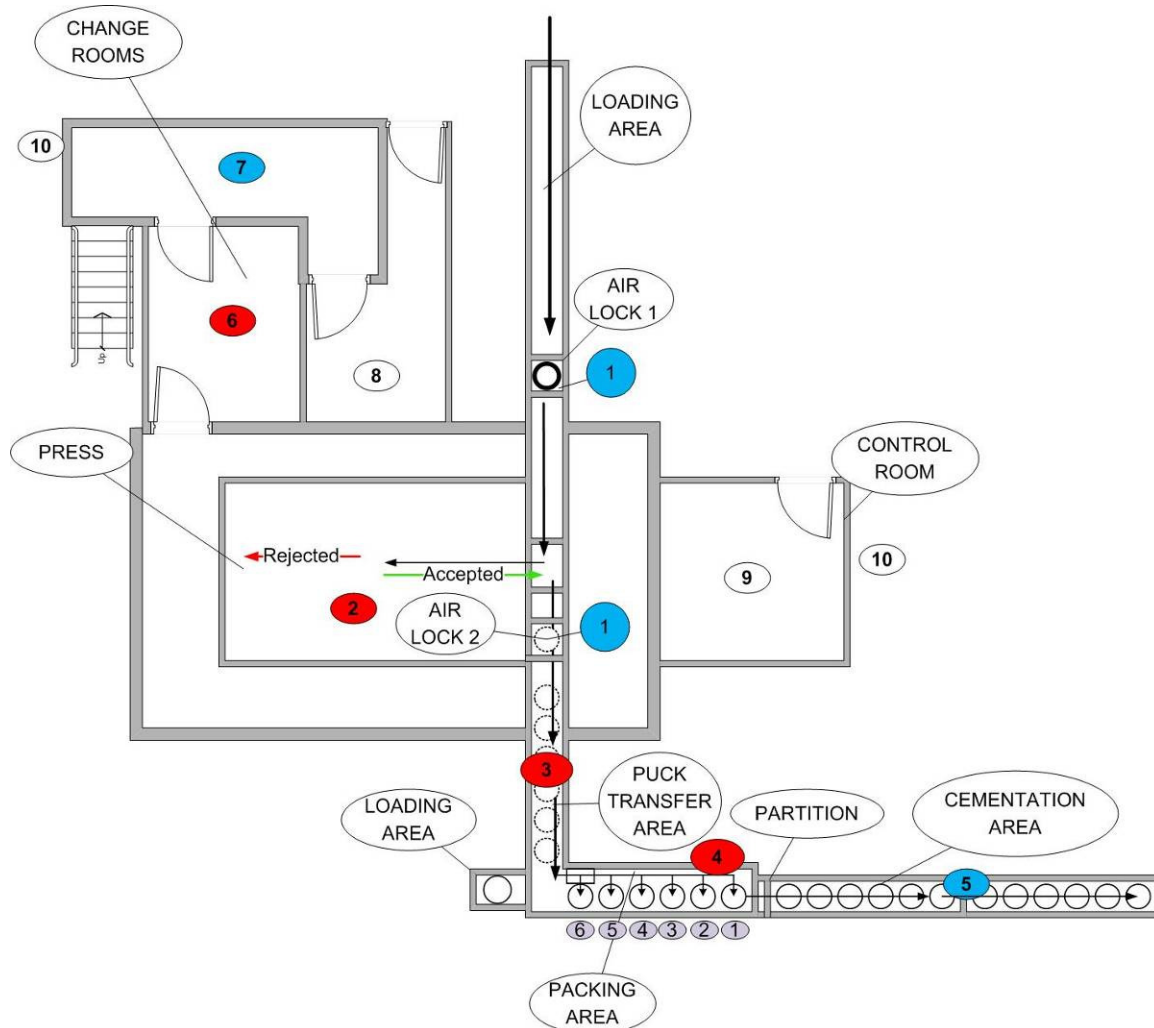 CHANGE
ROOMS
LOADING
AREA
10
7
AIR
LOCK 1
6
1
8
Up
PRESS
CONTROL
ROOM
Rejected
Accepted
9
10
2
AIR
LOCK 2
1
3
PUCK
TRANSFER
AREA
LOADING
AREA
PARTITION
CEMENTATION
AREA
4
5
6 5 4 3 2 1
PACKING
AREA